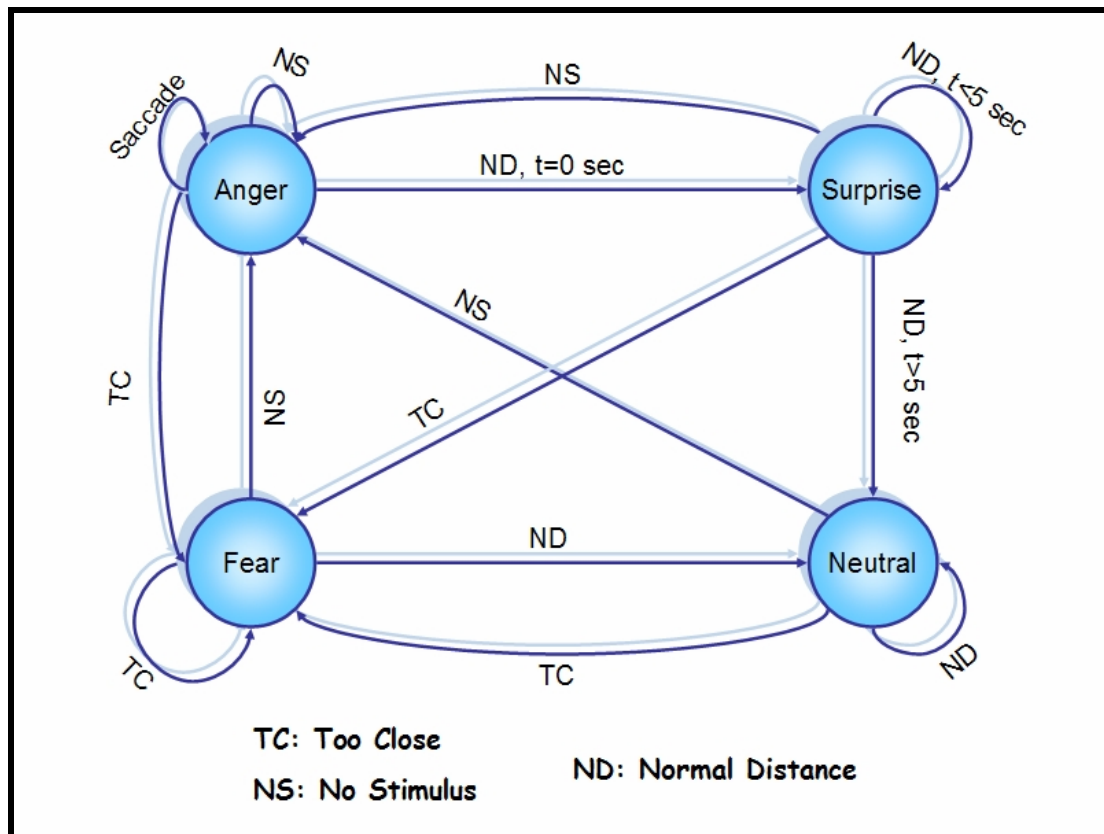 NS
Saccade
NS
ND, t<5 sec
Anger
ND, t=0 sec
Surprise
NS
ND, t>5 sec
TC
NS
TC
Fear
ND
Neutral
TC
TC
ND
TC: Too Close
NS: No Stimulus
ND: Normal Distance